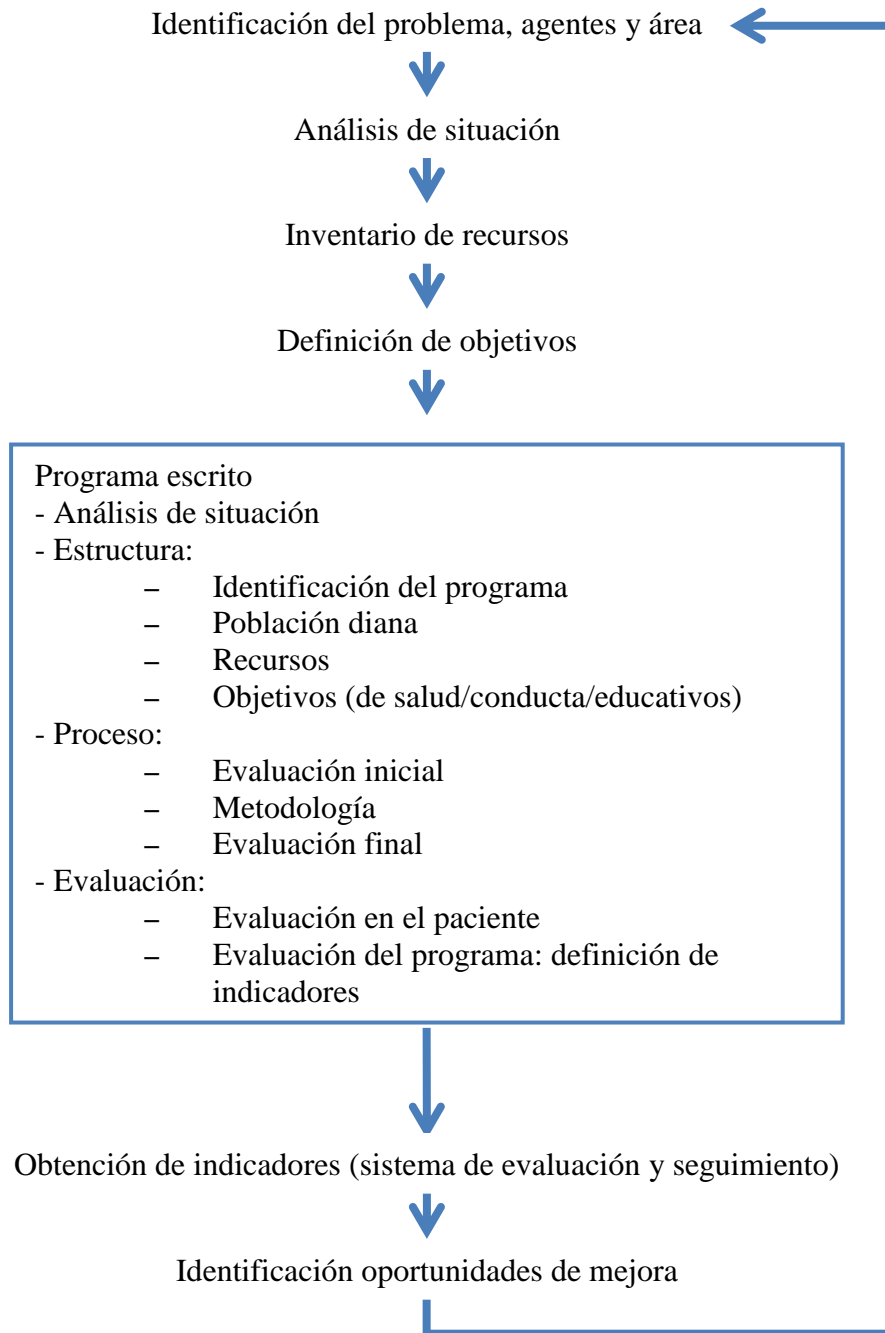 Identificación del problema, agentes y área
Análisis de situación
Inventario de recursos
Definición de objetivos
Programa escrito
- Análisis de situación
- Estructura:
– Identificación del programa
– Población diana
– Recursos
– Objetivos (de salud/conducta/educativos)
- Proceso:
– Evaluación inicial
– Metodología
– Evaluación final
- Evaluación:
– Evaluación en el paciente
– Evaluación del programa: definición de
indicadores
Obtención de indicadores (sistema de evaluación y seguimiento)
Identificación oportunidades de mejora